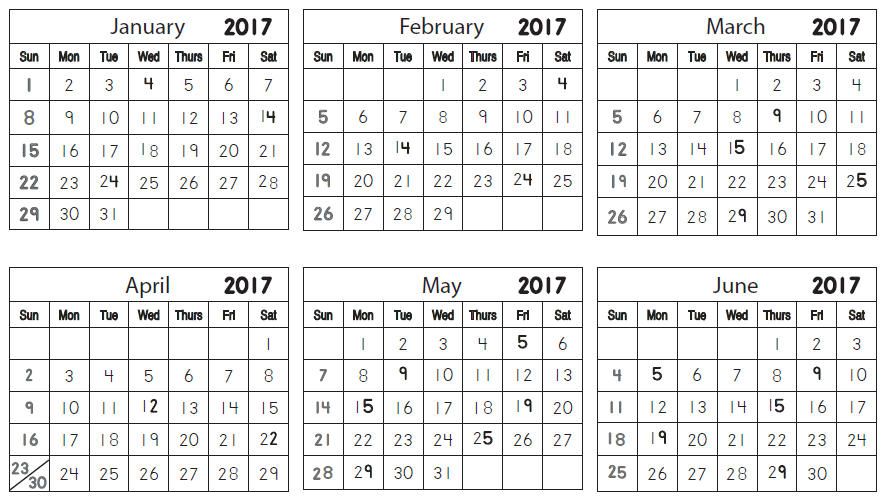 January 2017
Sun Mon Tue Wed Thurs Fri Sat
1 2 3 4 5 6 7
8 9 10 11 12 13 14
15 16 17 18 19 20 21
22 23 24 25 26 27 28
29 30 31
February 2017
Sun Mon Tue Wed Thurs Fri Sat
1 2 3 4
5 6 7 8 9 10 11
12 13 14 15 16 17 18
19 20 21 22 23 24 25
26 27 28 29
March 2017
Sun Mon Tue Wed Thurs Fri Sat
1 2 3 4
5 6 7 8 9 10 11
12 13 14 15 16 17 18
19 20 21 22 23 24 25
26 27 28 29 30 31
April 2017
Sun Mon Tue Wed Thurs Fri Sat
1
2 3 4 5 6 7 8
9 10 11 12 13 14 15
16 17 18 19 20 21 22
23/30 24 25 26 27 28 29
May 2017
Sun Mon Tue Wed Thurs Fri Sat
1 2 3 4 5 6
7 8 9 10 11 12 13
14 15 16 17 18 19 20
21 22 23 24 25 26 27
28 29 30 31
June 2017
Sun Mon Tue Wed Thurs Fri Sat
1 2 3
4 5 6 7 8 9 10
11 12 13 14 15 16 17
18 19 20 21 22 23 24
25 26 27 28 29 30